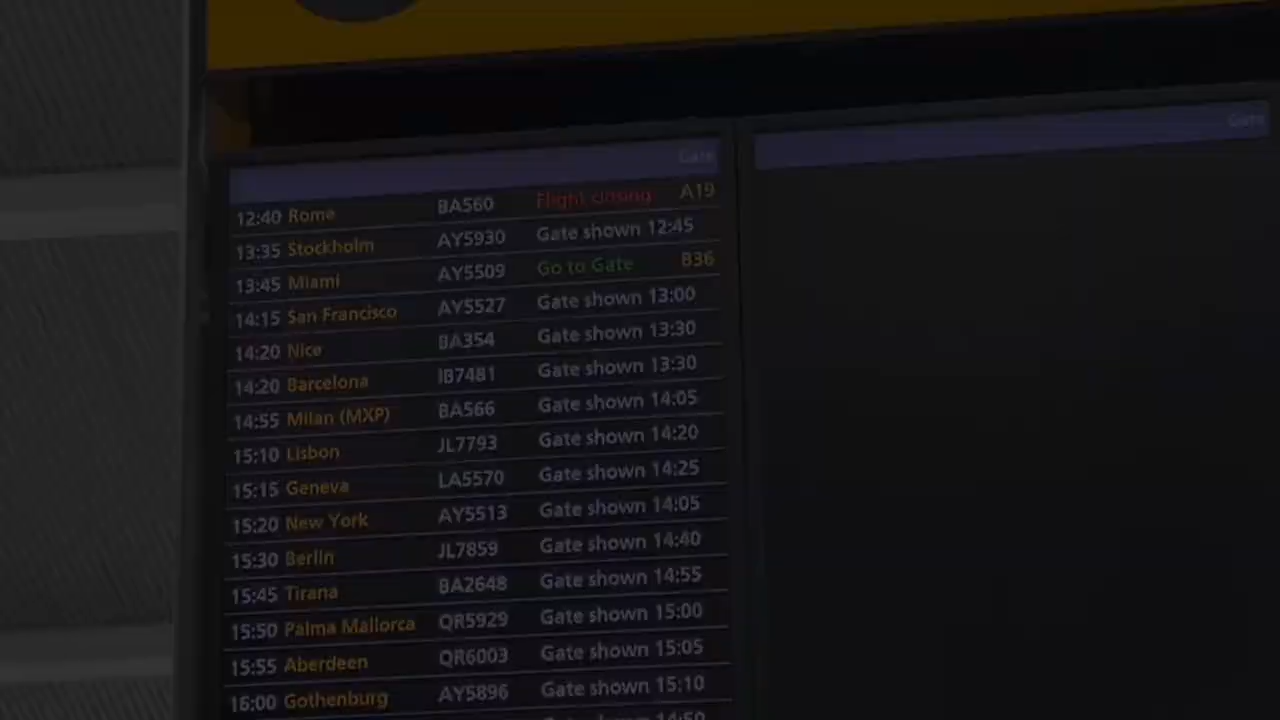 Gate
12:40 Rome BA560 Flight closing A19
13:35 Stockholm AY5930 Gate shown 12:45
13:45 Miami AY5509 Go to Gate B36
14:15 San Francisco AY5527 Gate shown 13:00
14:20 Nice BA354 Gate shown 13:30
14:20 Barcelona IB7481 Gate shown 13:30
14:55 Milan (MXP) BA566 Gate shown 14:05
15:10 Lisbon JL7793 Gate shown 14:20
15:15 Geneva LA5570 Gate shown 14:25
15:20 New York AY5513 Gate shown 14:05
15:30 Berlin JL7859 Gate shown 14:40
15:45 Tirana BA2648 Gate shown 14:55
15:50 Palma Mallorca QR5929 Gate shown 15:00
15:55 Aberdeen QR6003 Gate shown 15:05
16:00 Gothenburg AY5896 Gate shown 15:10
Gate shown 14:50
Gate